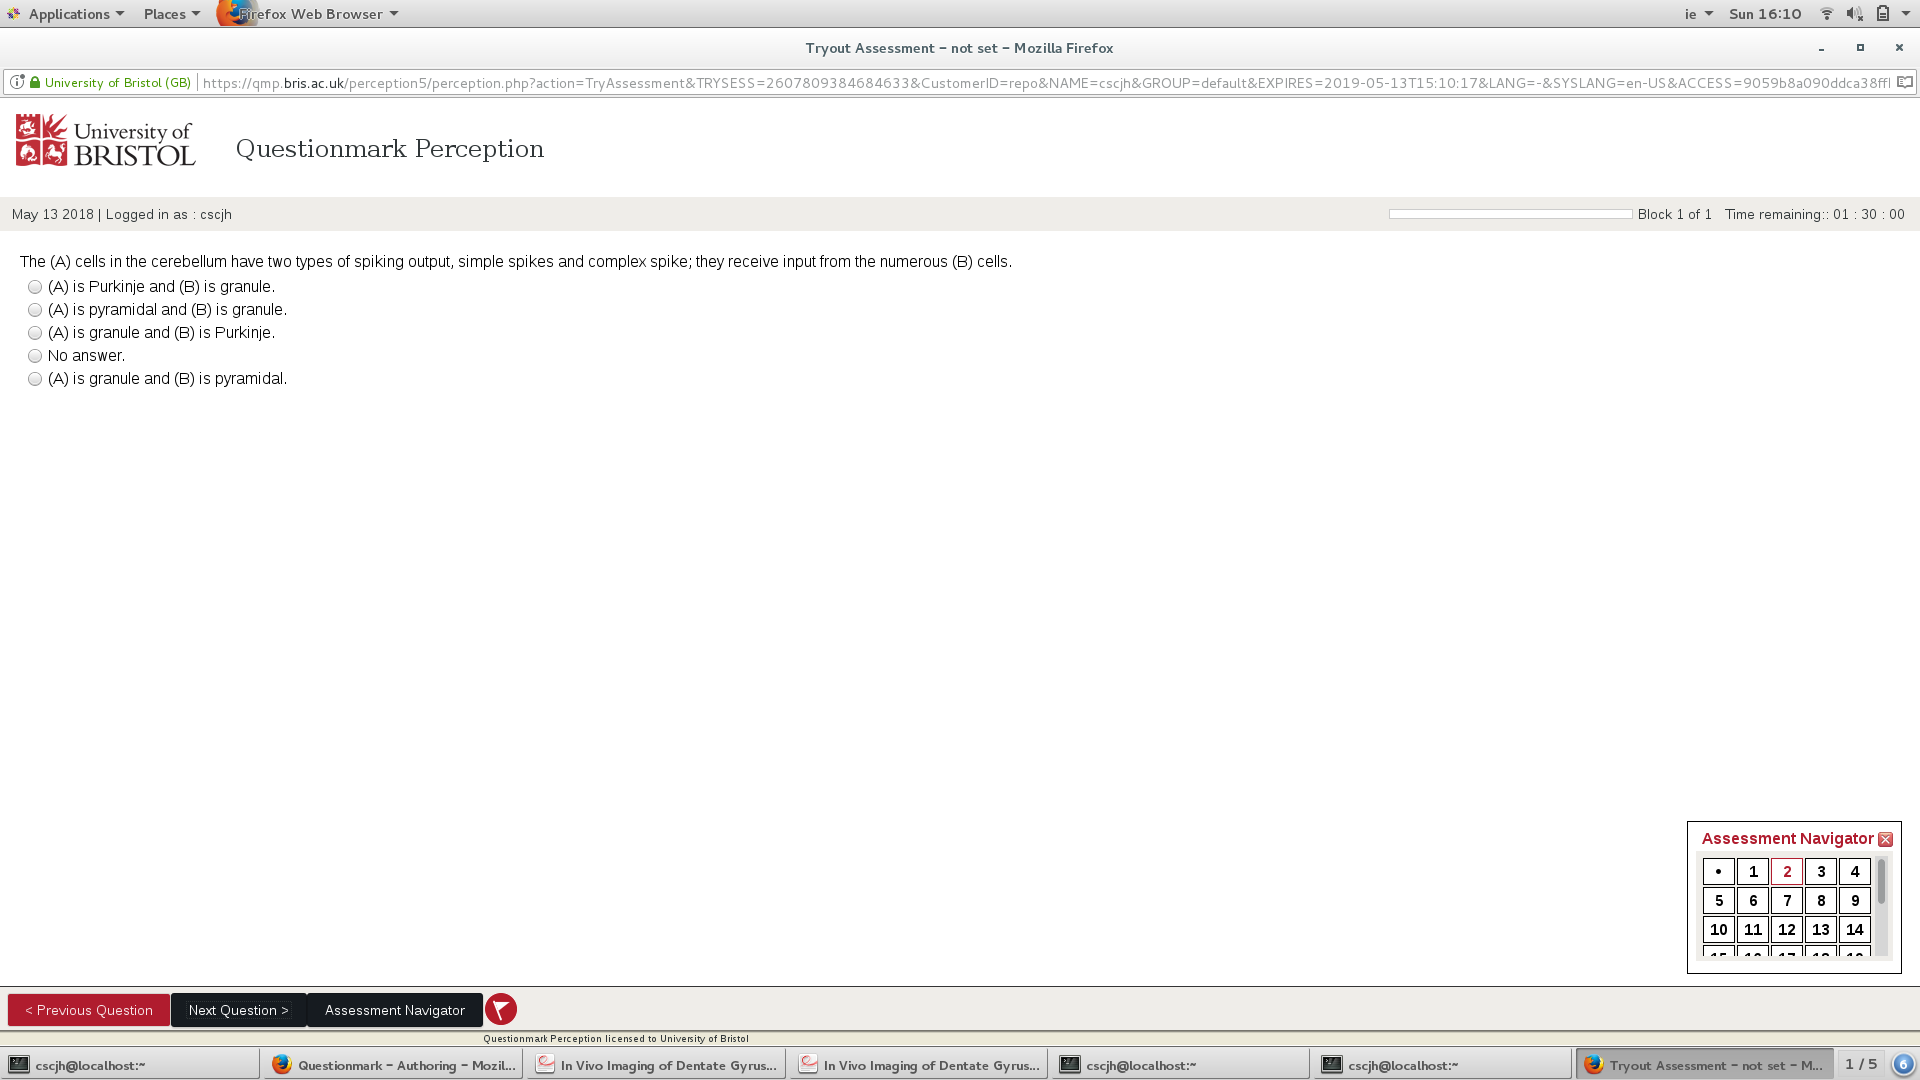 Applications Places Firefox Web Browser ie Sun 16:10
Tryout Assessment - not set - Mozilla Firefox
University of Bristol (GB) https://qmp.bris.ac.uk/perception5/perception.php?action=TryAssessment&TRYSESS=2607809384684633&CustomerID=repo&NAME=cscjh&GROUP=default&EXPIRES=2019-05-13T15:10:17&LANG=-&SYSLANG=en-US&ACCESS=9059b8a090ddca38ffl
University of
BRISTOL
Questionmark Perception
May 13 2018 | Logged in as : cscjh Block 1 of 1 Time remaining:: 01 : 30 : 00
The (A) cells in the cerebellum have two types of spiking output, simple spikes and complex spike; they receive input from the numerous (B) cells.
(A) is Purkinje and (B) is granule.
(A) is pyramidal and (B) is granule.
(A) is granule and (B) is Purkinje.
No answer.
(A) is granule and (B) is pyramidal.
Assessment Navigator
• 1 2 3 4
5 6 7 8 9
10 11 12 13 14
< Previous Question Next Question > Assessment Navigator
Questionmark Perception licensed to University of Bristol
cscjh@localhost:~ Questionmark - Authoring - Mozil... In Vivo Imaging of Dentate Gyrus... In Vivo Imaging of Dentate Gyrus... cscjh@localhost:~ cscjh@localhost:~ Tryout Assessment - not set - M... 1 / 5 6